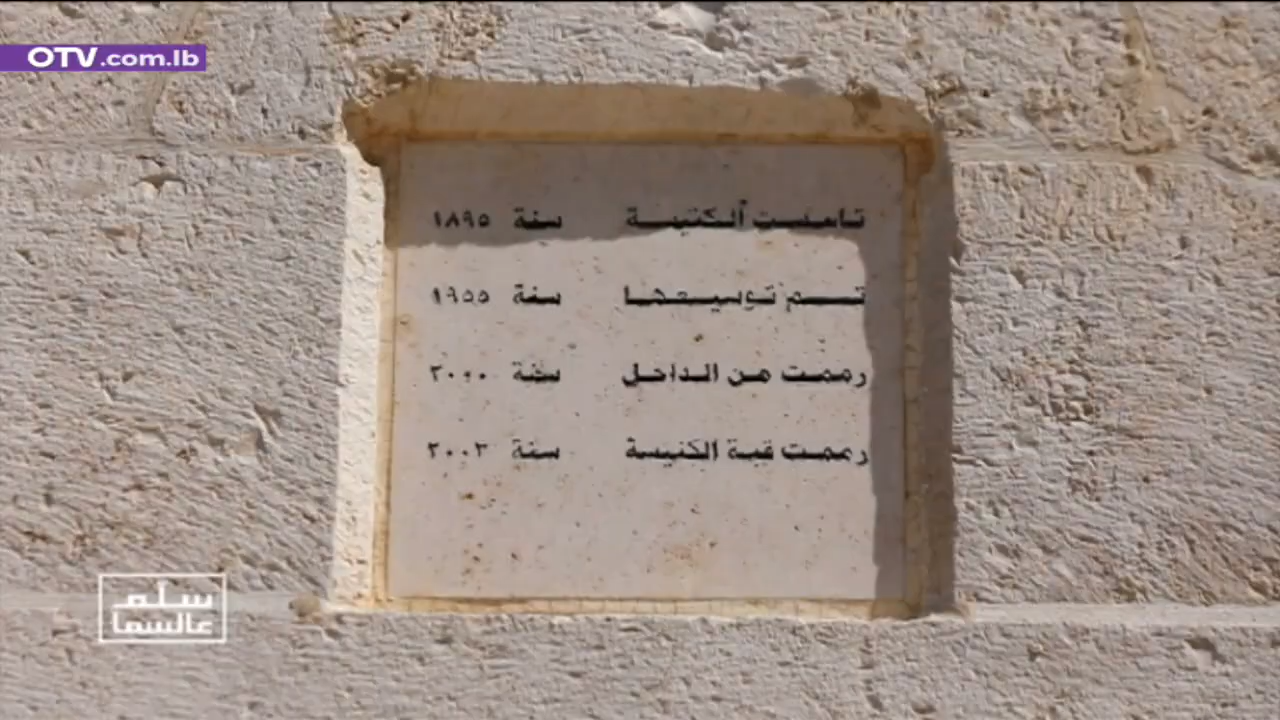 OTV.com.lb
تاسست الكنيسة سنة ١٨٩٥
تم توسيعها سنة ١٩٥٥
رممت من الداخل سنة ٢٠٠٠
رممت قبة الكنيسة سنة ٢٠٠٣
سلم
عالسما